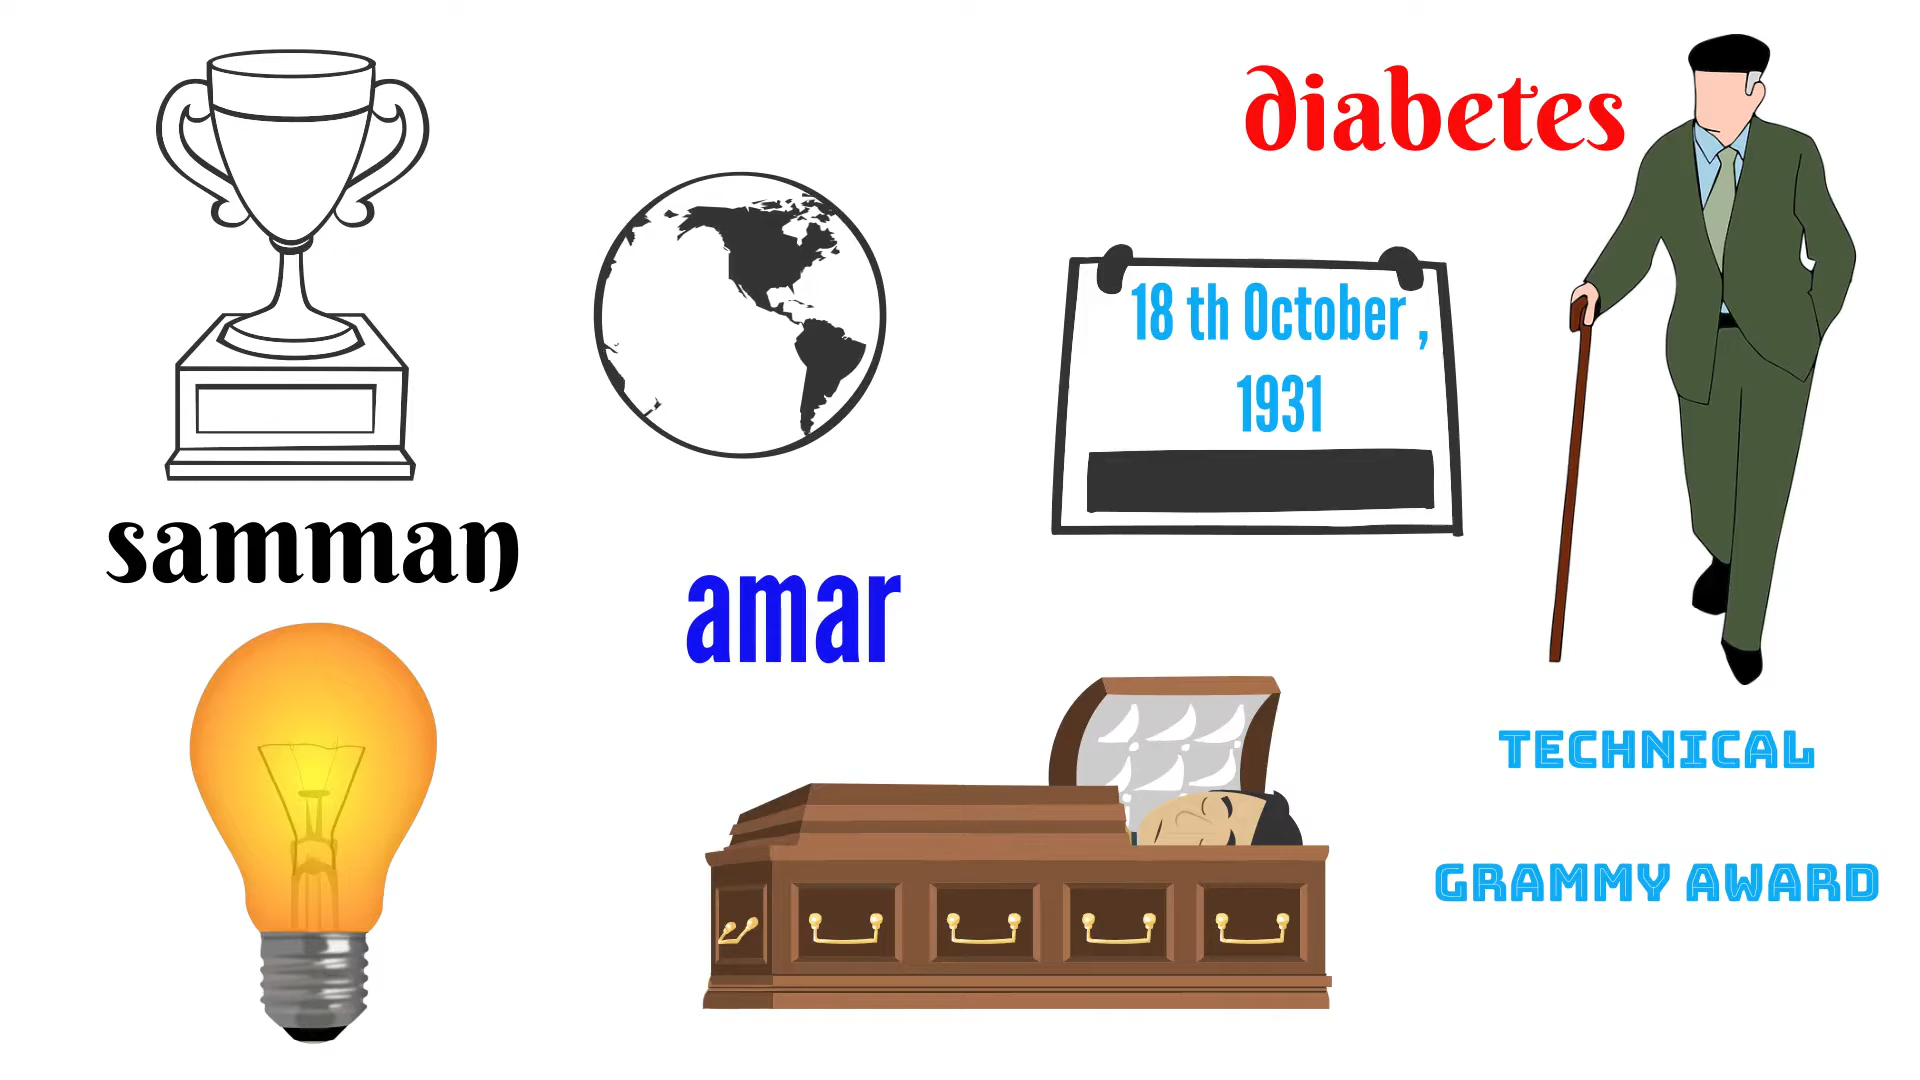 samman
amar
18 th October ,
1931
diabetes
TECHNICAL
GRAMMY AWARD